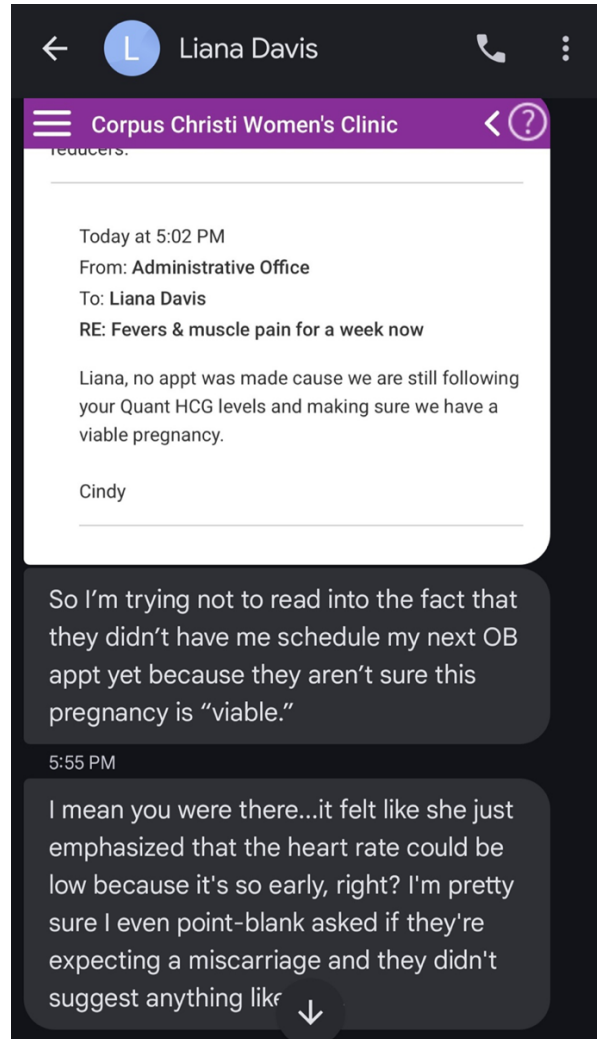 L Liana Davis
Corpus Christi Women's Clinic
reducers.
Today at 5:02 PM
From: Administrative Office
To: Liana Davis
RE: Fevers & muscle pain for a week now
Liana, no appt was made cause we are still following
your Quant HCG levels and making sure we have a
viable pregnancy.
Cindy
So I’m trying not to read into the fact that
they didn’t have me schedule my next OB
appt yet because they aren’t sure this
pregnancy is “viable.”
5:55 PM
I mean you were there...it felt like she just
emphasized that the heart rate could be
low because it's so early, right? I'm pretty
sure I even point-blank asked if they're
expecting a miscarriage and they didn't
suggest anything like